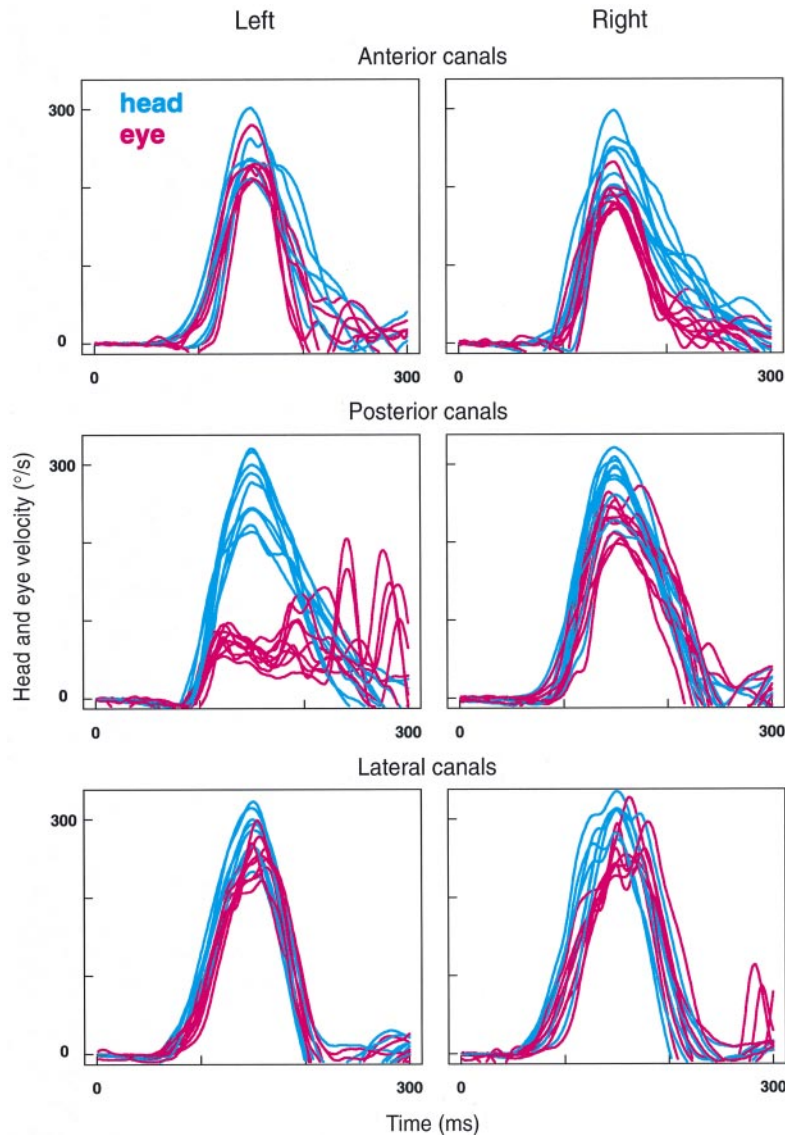 Left Right
Anterior canals
head
eye
300
0
0 300 0 300
Posterior canals
300
0
0 300 0 300
Lateral canals
300
0
0 300 0 300
Head and eye velocity (°/s)
Time (ms)